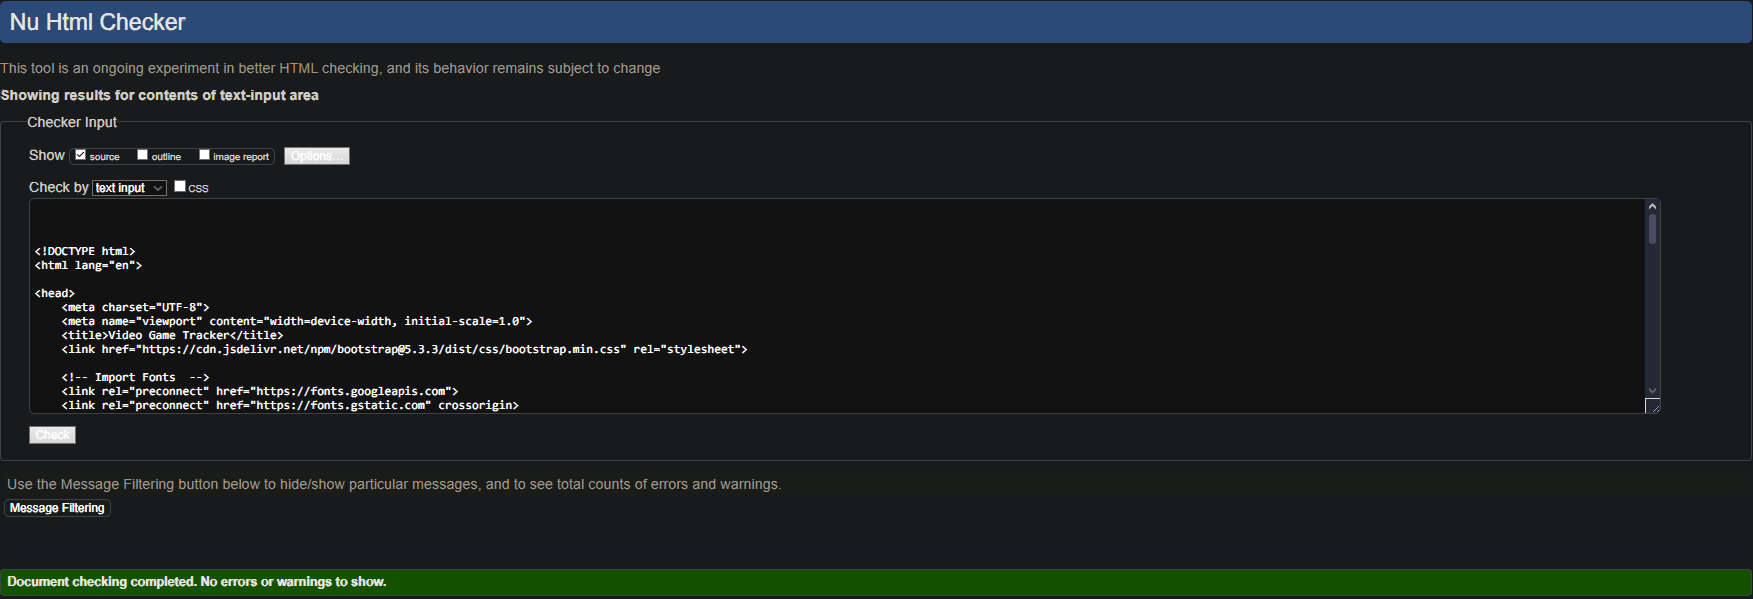 Nu Html Checker
This tool is an ongoing experiment in better HTML checking, and its behavior remains subject to change
Showing results for contents of text-input area
Checker Input
Show source outline image report Options...
Check by text input css
<!DOCTYPE html>
<html lang="en">
<head>
    <meta charset="UTF-8">
    <meta name="viewport" content="width=device-width, initial-scale=1.0">
    <title>Video Game Tracker</title>
    <link href="https://cdn.jsdelivr.net/npm/bootstrap@5.3.3/dist/css/bootstrap.min.css" rel="stylesheet">
    <!-- Import Fonts  -->
    <link rel="preconnect" href="https://fonts.googleapis.com">
    <link rel="preconnect" href="https://fonts.gstatic.com" crossorigin>
Check
Use the Message Filtering button below to hide/show particular messages, and to see total counts of errors and warnings.
Message Filtering
Document checking completed. No errors or warnings to show.